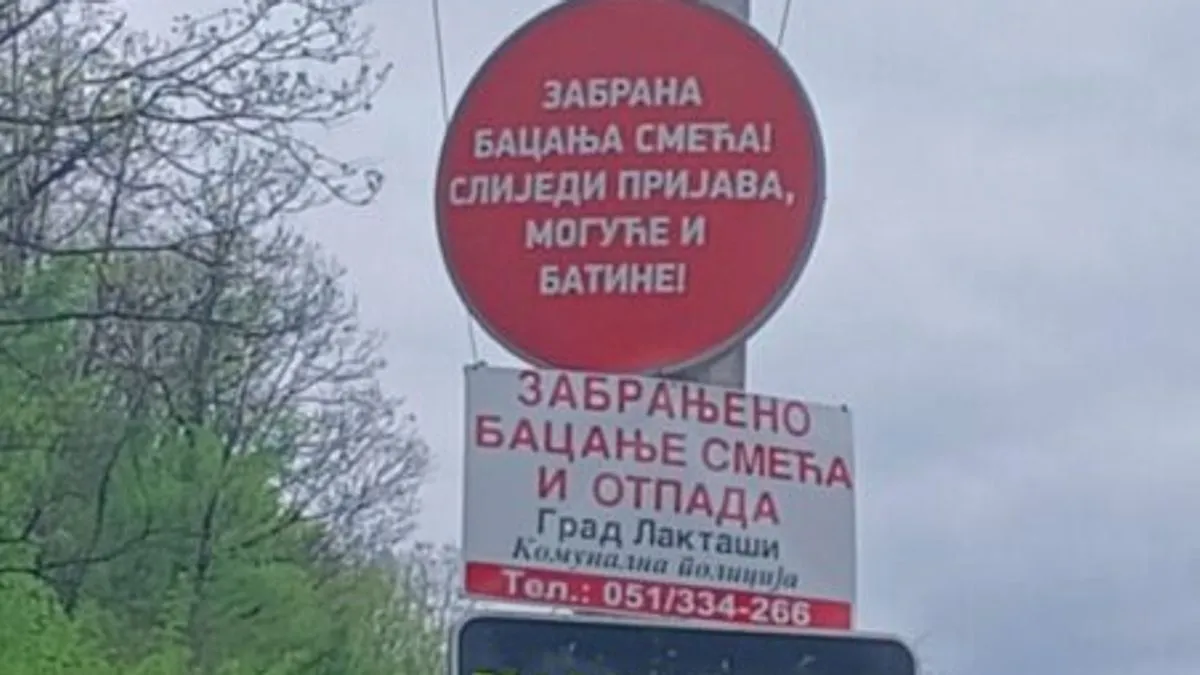 ЗАБРАНА
БАЦАЊА СМЕЋА!
СЛИЈЕДИ ПРИЈАВА,
МОГУЋЕ И
БАТИНЕ!
ЗАБРАЊЕНО
БАЦАЊЕ СМЕЋА
И ОТПАДА
Град Лакташи
Комунална полиција
Тел.: 051/334-266